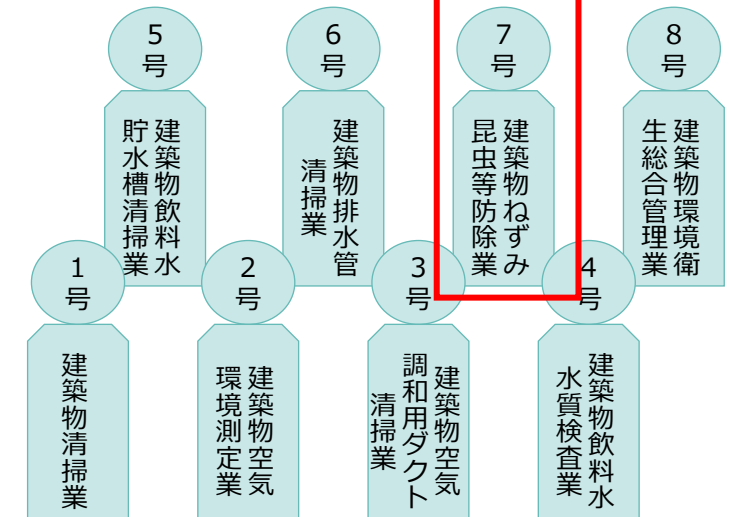 5
号
建築物飲料水
貯水槽清掃業
6
号
建築物排水管
清掃業
7
号
建築物ねずみ
昆虫等防除業
8
号
建築物環境衛
生総合管理業
1
号
建築物清掃業
2
号
建築物空気
環境測定業
3
号
建築物空気
調和用ダクト
清掃業
4
号
建築物飲料水
水質検査業